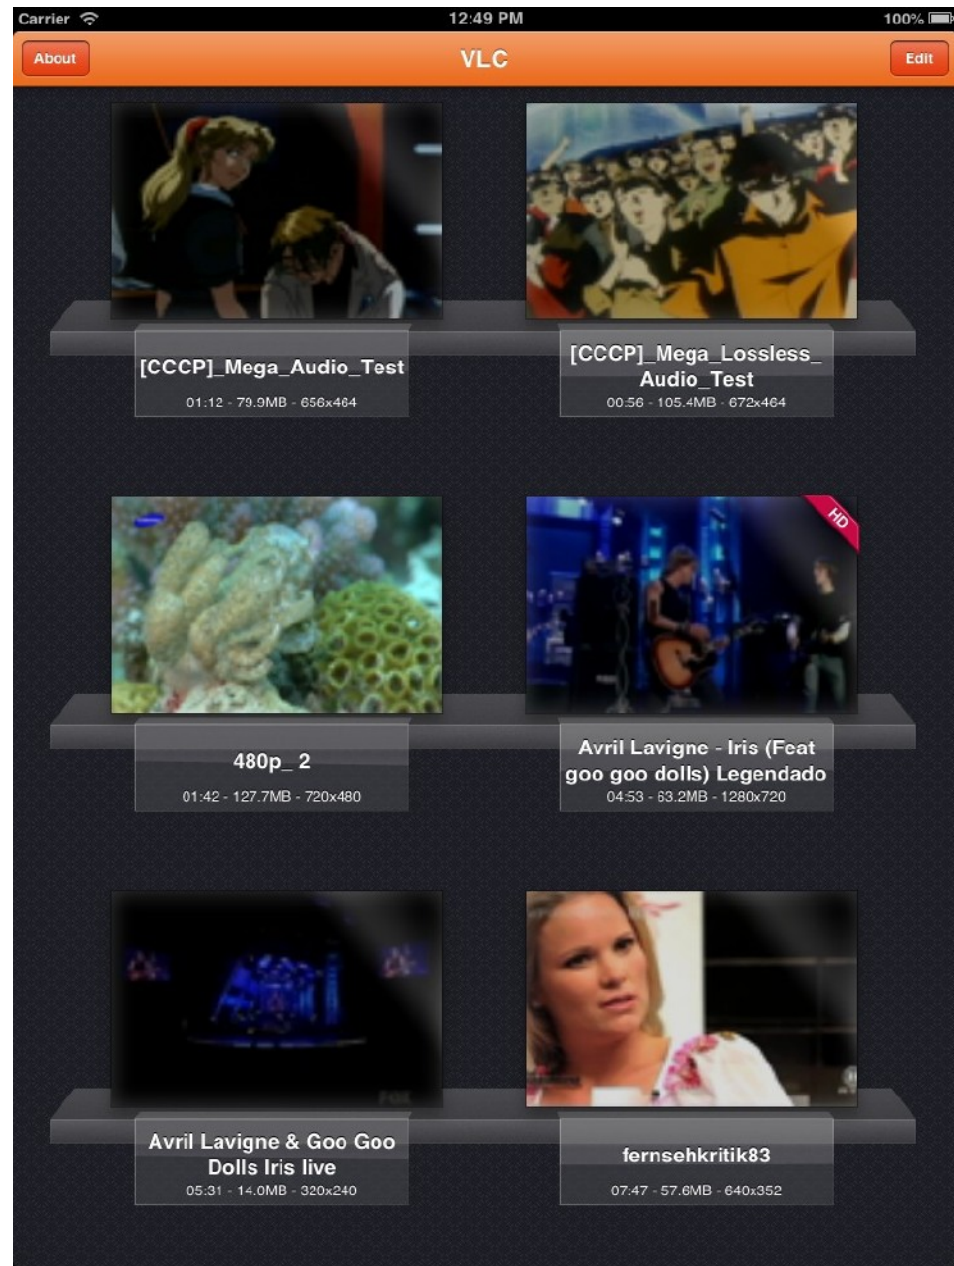 Carrier 12:49 PM 100%
About VLC Edit
[CCCP]_Mega_Audio_Test
01:12 - 79.9MB - 656x464
[CCCP]_Mega_Lossless_
Audio_Test
00:56 - 105.4MB - 672x464
HD
480p_ 2
01:42 - 127.7MB - 720x480
Avril Lavigne - Iris (Feat
goo goo dolls) Legendado
04:53 - 63.2MB - 1280x720
FOX
Avril Lavigne & Goo Goo
Dolls Iris live
05:31 - 14.0MB - 320x240
fernsehkritik83
07:47 - 57.6MB - 640x352